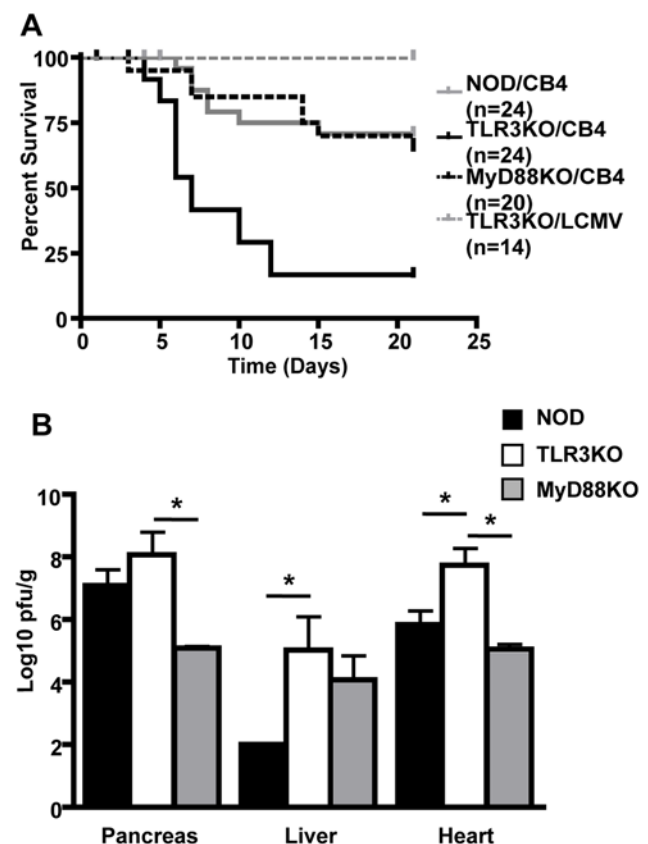 A
Percent Survival
100
75
50
25
0
0 5 10 15 20 25
Time (Days)
NOD/CB4
(n=24)
TLR3KO/CB4
(n=24)
MyD88KO/CB4
(n=20)
TLR3KO/LCMV
(n=14)
B
NOD
TLR3KO
MyD88KO
Log10 pfu/g
10
8
6
4
2
0
* * * *
Pancreas Liver Heart